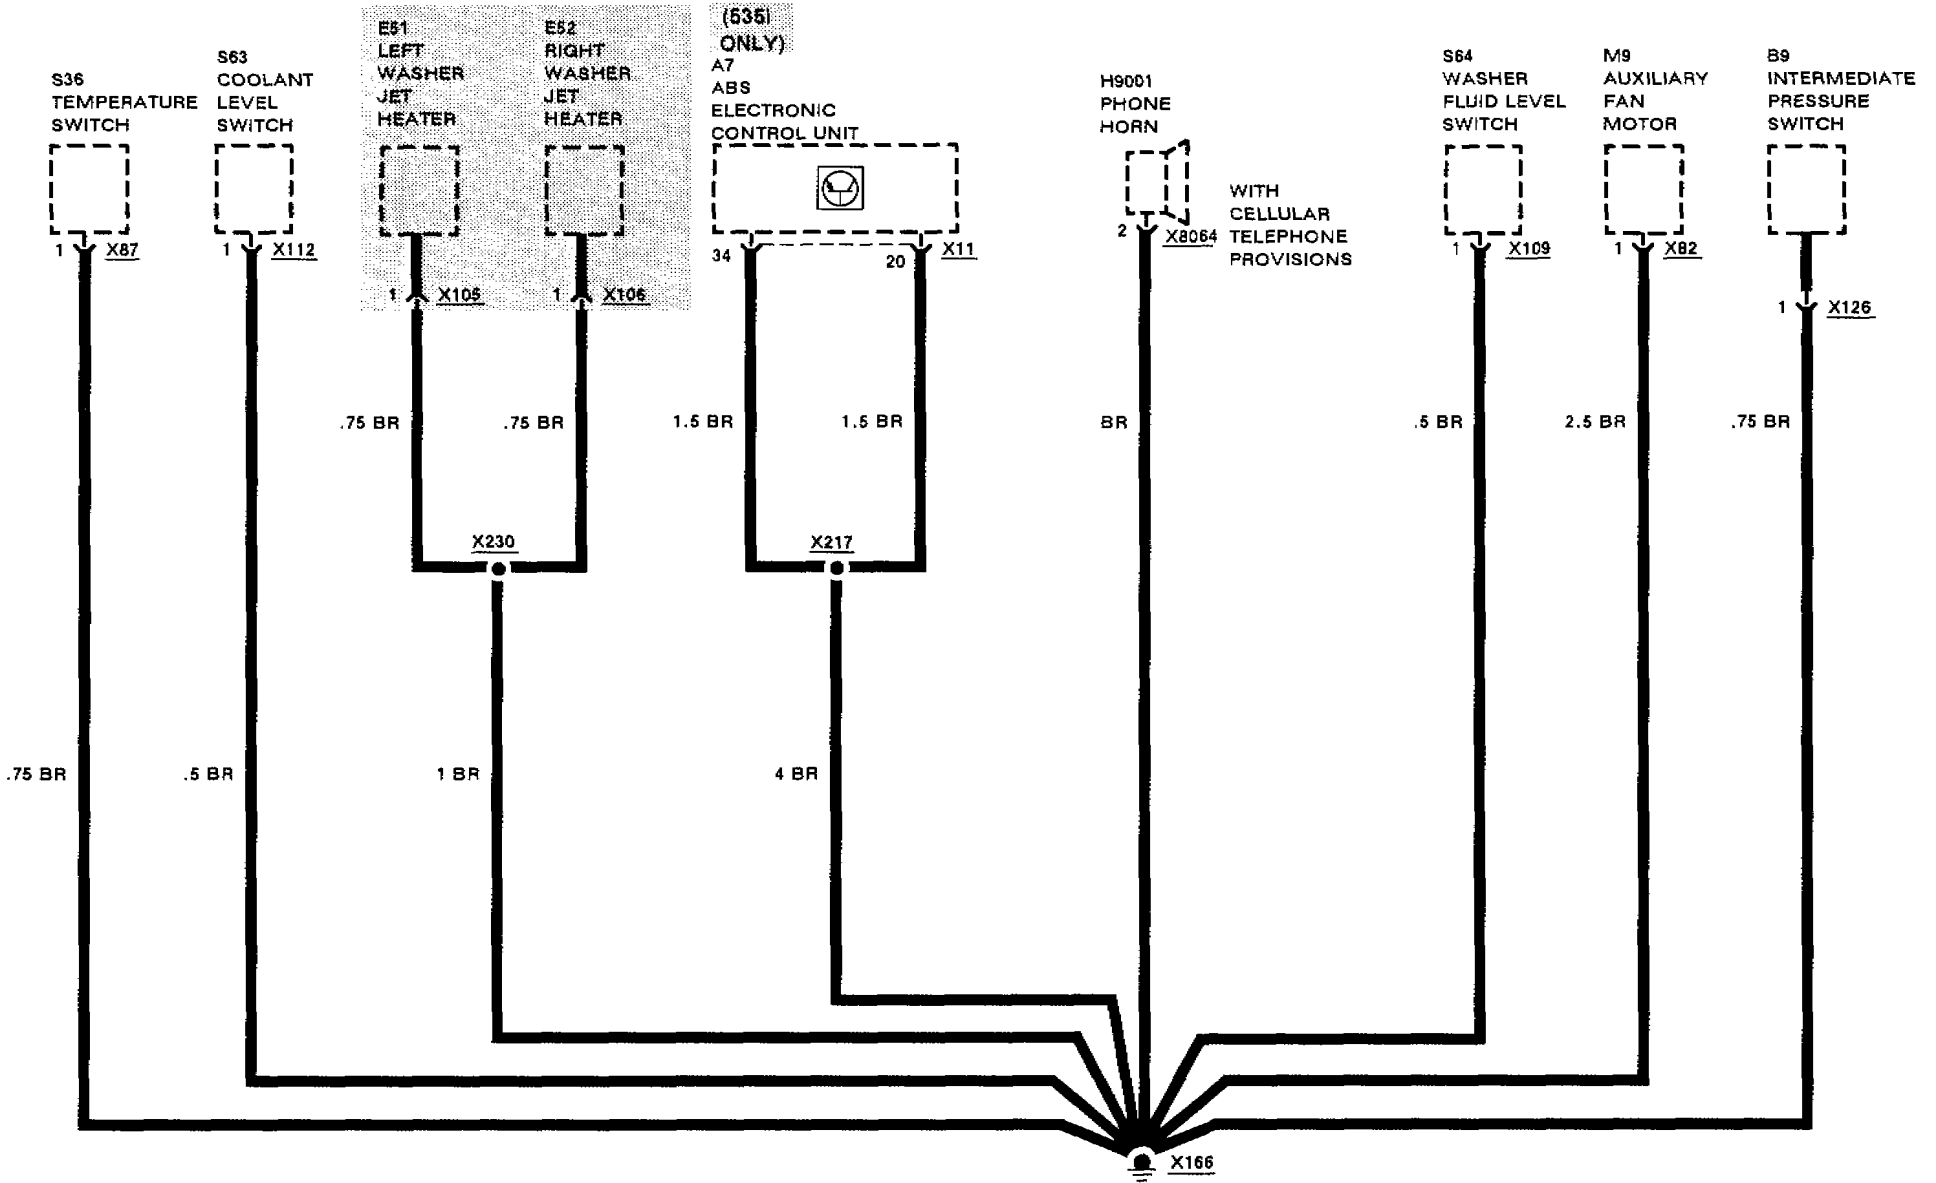 S36
TEMPERATURE
SWITCH
1
X87
S63
COOLANT
LEVEL
SWITCH
1
X112
E51
LEFT
WASHER
JET
HEATER
1
X105
E52
RIGHT
WASHER
JET
HEATER
1
X106
(535i
ONLY)
A7
ABS
ELECTRONIC
CONTROL UNIT
34
20
X11
H9001
PHONE
HORN
2
X8064
WITH
CELLULAR
TELEPHONE
PROVISIONS
S64
WASHER
FLUID LEVEL
SWITCH
1
X109
M9
AUXILIARY
FAN
MOTOR
1
X82
B9
INTERMEDIATE
PRESSURE
SWITCH
1
X126
.75 BR
.75 BR
1.5 BR
1.5 BR
BR
.5 BR
2.5 BR
.75 BR
X230
X217
.75 BR
.5 BR
1 BR
4 BR
X166